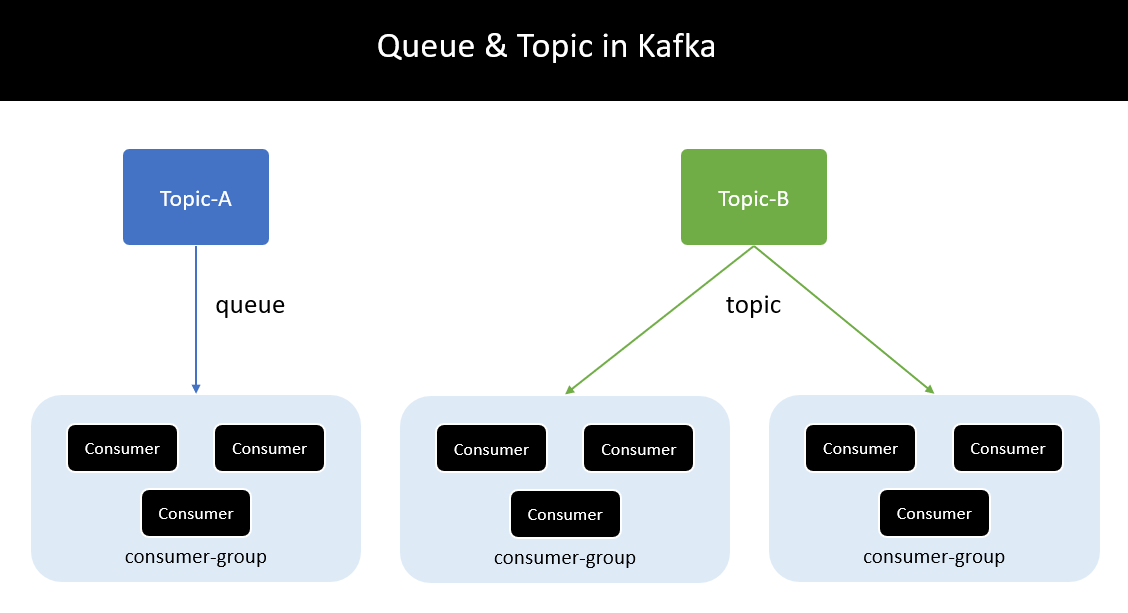 Queue & Topic in Kafka
Topic-A
Topic-B
queue
topic
Consumer
Consumer
Consumer
consumer-group
Consumer
Consumer
Consumer
consumer-group
Consumer
Consumer
Consumer
consumer-group